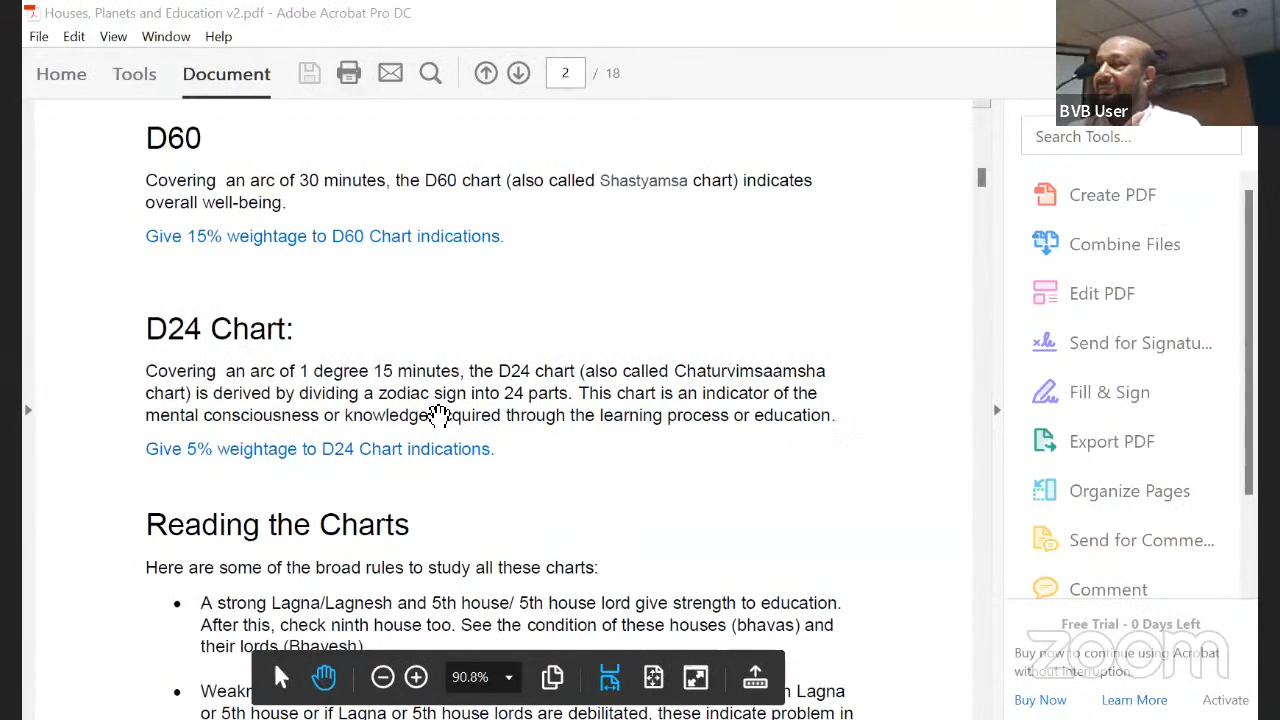 Houses, Planets and Education v2.pdf - Adobe Acrobat Pro DC
File Edit View Window Help
Home Tools Document 2 / 18
BVB User
Search Tools...
D60
Covering an arc of 30 minutes, the D60 chart (also called Shastyamsa chart) indicates
overall well-being.
Give 15% weightage to D60 Chart indications.
D24 Chart:
Covering an arc of 1 degree 15 minutes, the D24 chart (also called Chaturvimsaamsha
chart) is derived by dividing a zodiac sign into 24 parts. This chart is an indicator of the
mental consciousness or knowledge acquired through the learning process or education.
Give 5% weightage to D24 Chart indications.
Reading the Charts
Here are some of the broad rules to study all these charts:
• A strong Lagna/Lagnesh and 5th house/ 5th house lord give strength to education.
After this, check ninth house too. See the condition of these houses (bhavas) and
their lords (Bhavesh)
• Lagna
or 5th house or if Lagna or 5th house lords are debilitated, these indicate problem in
90.8%
Create PDF
Combine Files
Edit PDF
Send for Signatu...
Fill & Sign
Export PDF
Organize Pages
Send for Comme...
Comment
Free Trial - 0 Days Left
Buy now to continue using Acrobat
without interruption.
Buy Now Learn More Activate
zoom